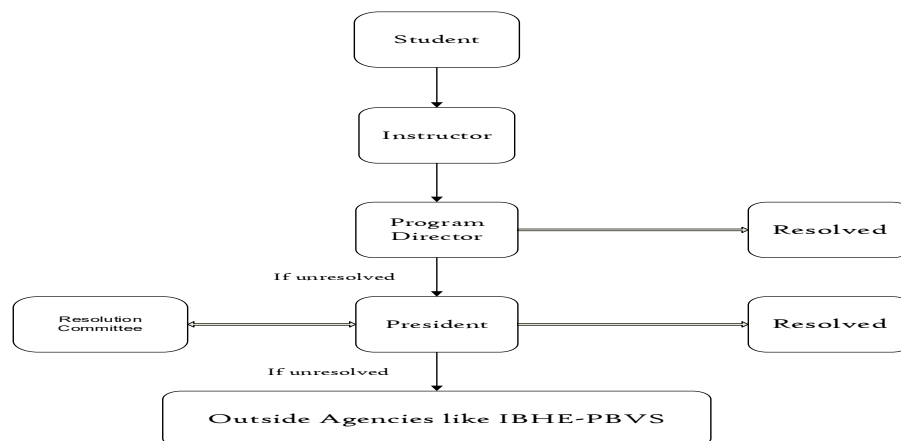 Student
Instructor
Program
Director
Resolved
If unresolved
Resolution
Committee
President
Resolved
If unresolved
Outside Agencies like IBHE-PBVS